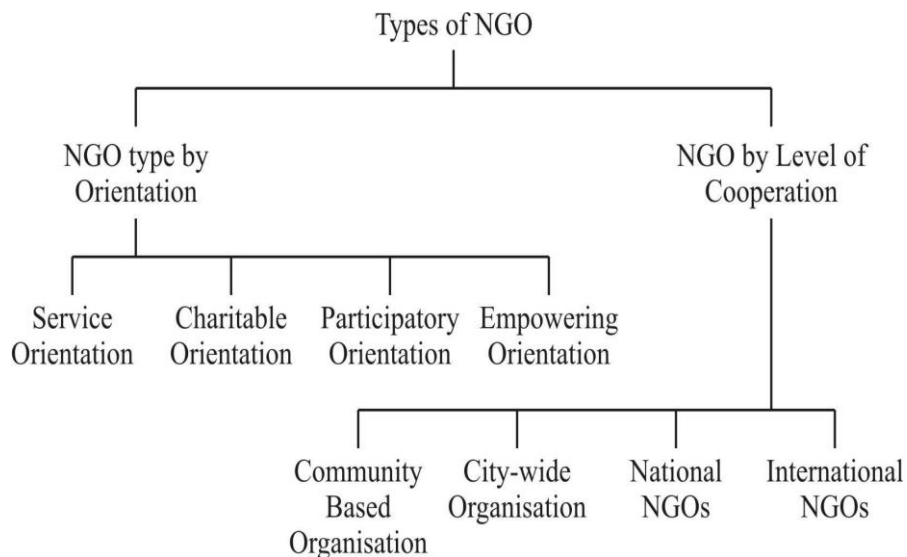 Types of NGO
NGO type by
Orientation
NGO by Level of
Cooperation
Service
Orientation
Charitable
Orientation
Participatory
Orientation
Empowering
Orientation
Community
Based
Organisation
City-wide
Organisation
National
NGOs
International
NGOs